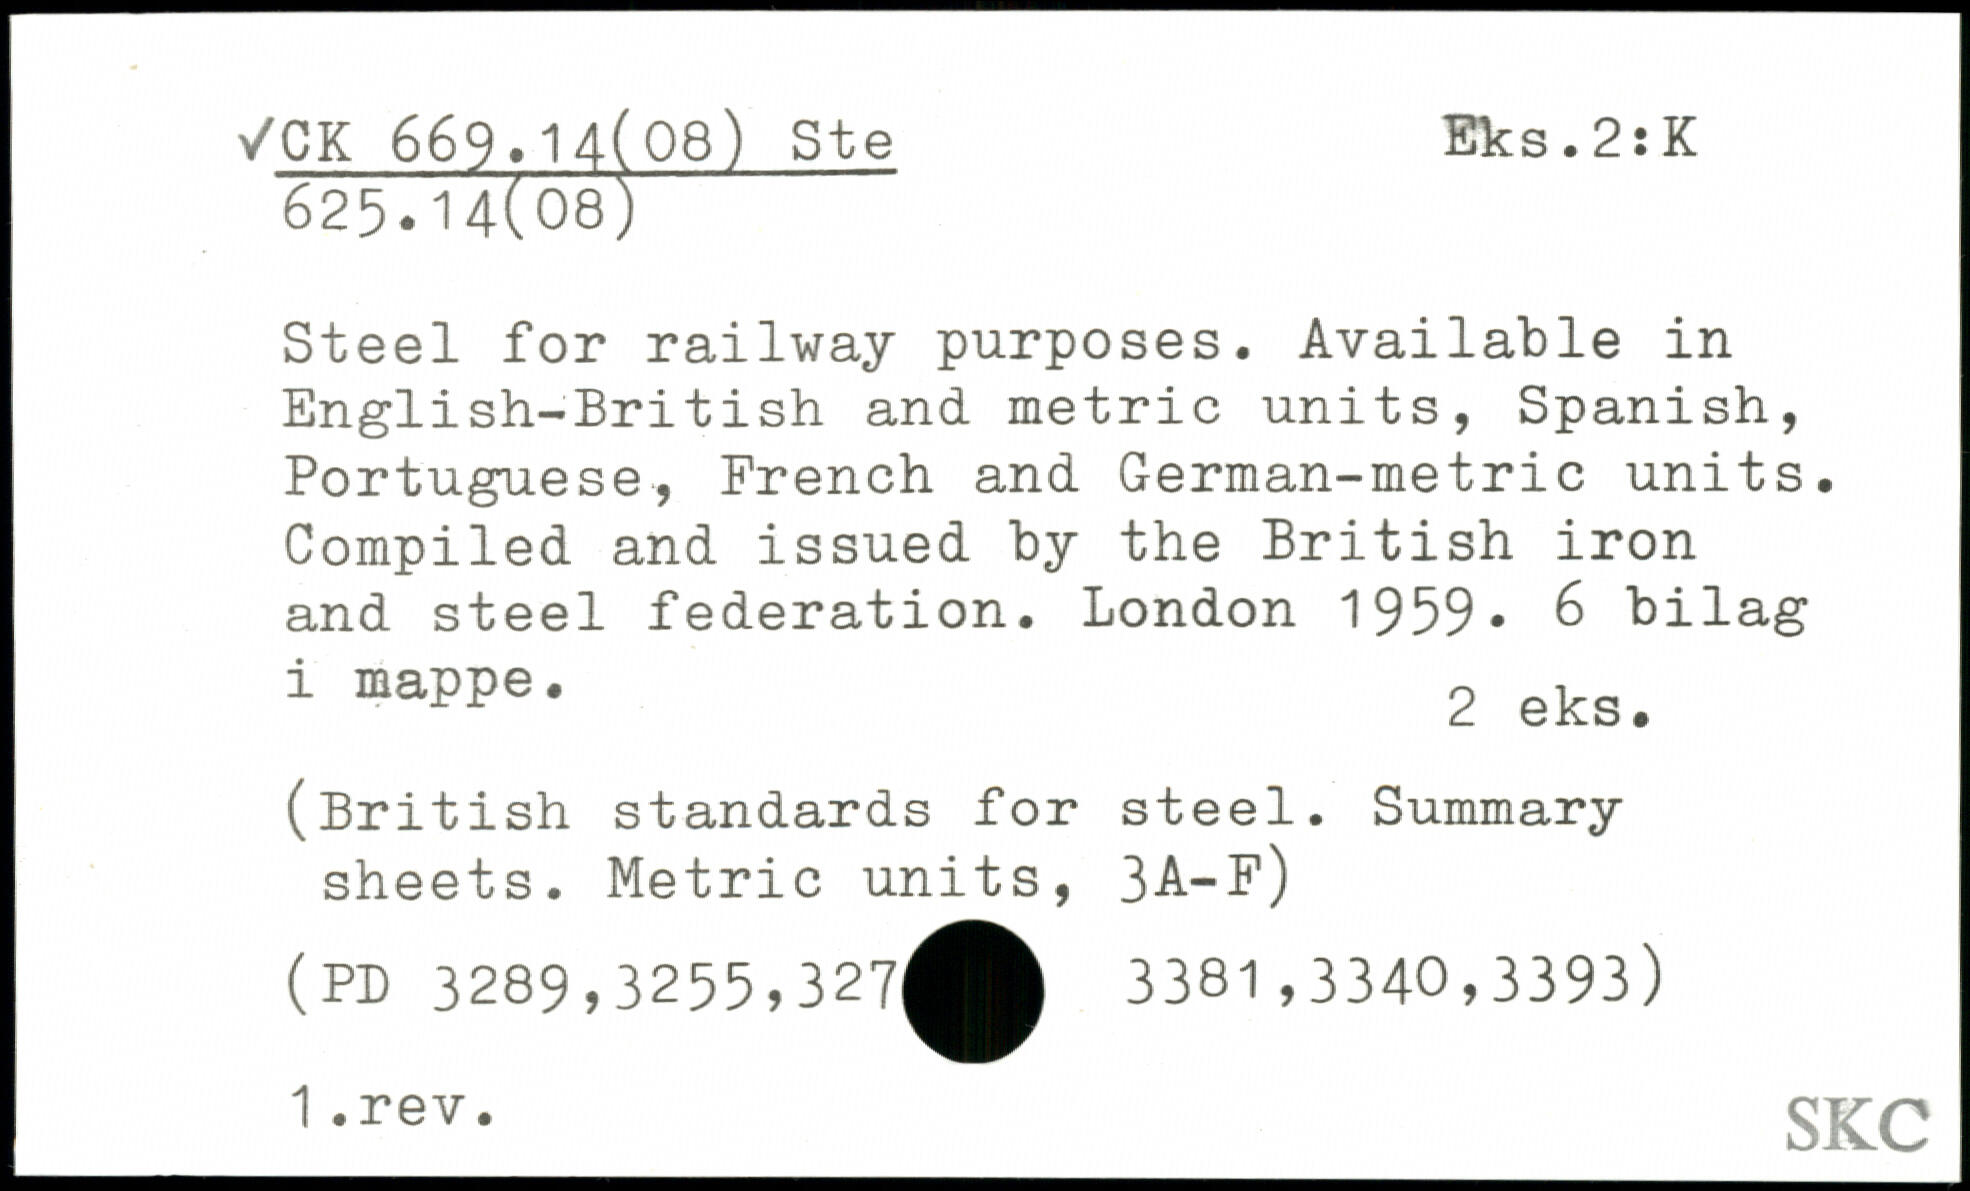 ✓CK 669.14(08) Ste Eks.2:K
625.14(08)
Steel for railway purposes. Available in
English-British and metric units, Spanish,
Portuguese, French and German-metric units.
Compiled and issued by the British iron
and steel federation. London 1959. 6 bilag
i mappe.
2 eks.
(British standards for steel. Summary
sheets. Metric units, 3A-F)
(PD 3289,3255, 3381,3340,3393)
1.rev.
SKC